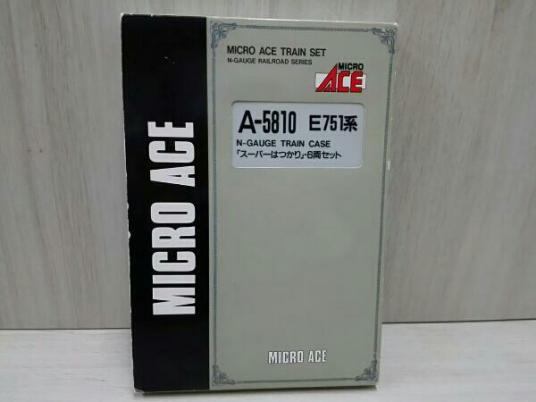 MICRO ACE
MICRO ACE TRAIN SET
N-GAUGE RAILROAD SERIES
MICRO
ACE
A-5810 E751系
N-GAUGE TRAIN CASE
「スーパーはつかり」・6両セット
MICRO ACE